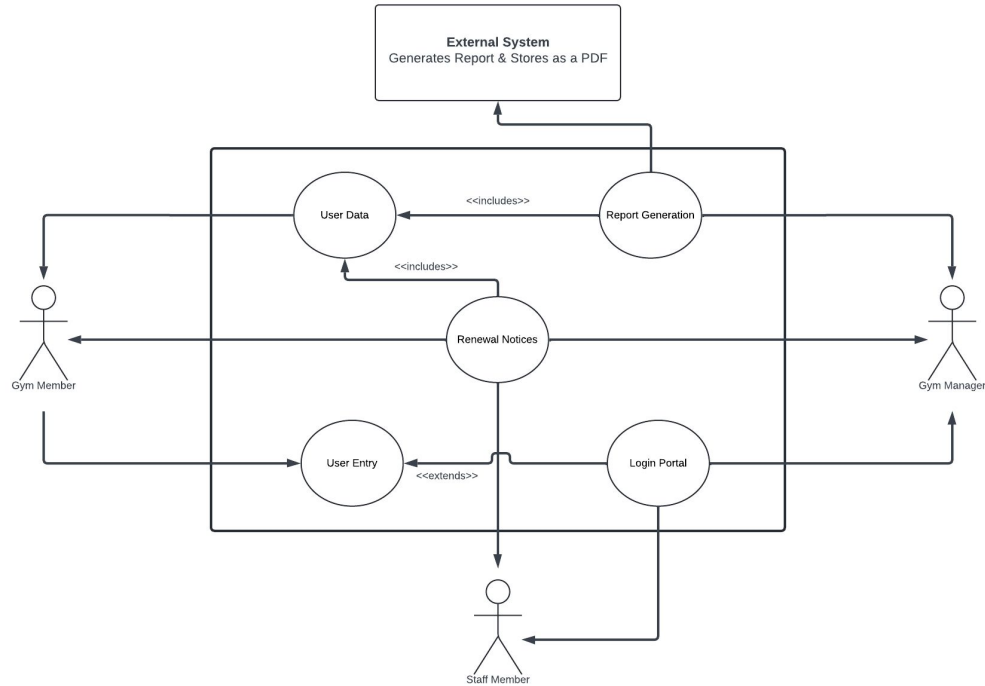 External System
Generates Report & Stores as a PDF
User Data
<<includes>>
Report Generation
<<includes>>
Renewal Notices
Gym Member
Gym Manager
User Entry
<<extends>>
Login Portal
Staff Member